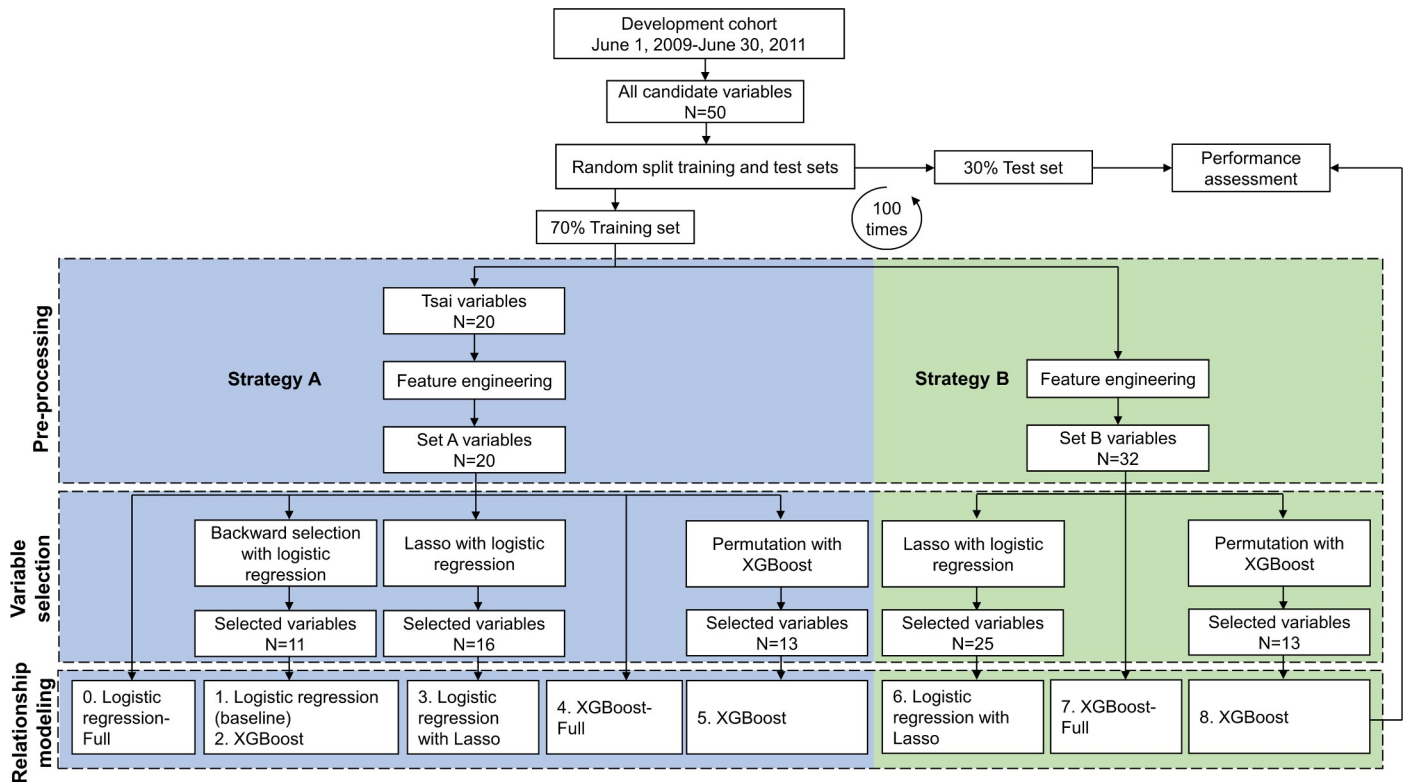 Development cohort
June 1, 2009-June 30, 2011
All candidate variables
N=50
Random split training and test sets
30% Test set
Performance
assessment
100
times
70% Training set
Pre-processing
Tsai variables
N=20
Strategy A
Feature engineering
Set A variables
N=20
Strategy B
Feature engineering
Set B variables
N=32
Variable
selection
Backward selection
with logistic
regression
Lasso with logistic
regression
Permutation with
XGBoost
Lasso with logistic
regression
Permutation with
XGBoost
Selected variables
N=11
Selected variables
N=16
Selected variables
N=13
Selected variables
N=25
Selected variables
N=13
Relationship
modeling
0. Logistic
regression-
Full
1. Logistic regression
(baseline)
2. XGBoost
3. Logistic
regression
with Lasso
4. XGBoost-
Full
5. XGBoost
6. Logistic
regression with
Lasso
7. XGBoost-
Full
8. XGBoost